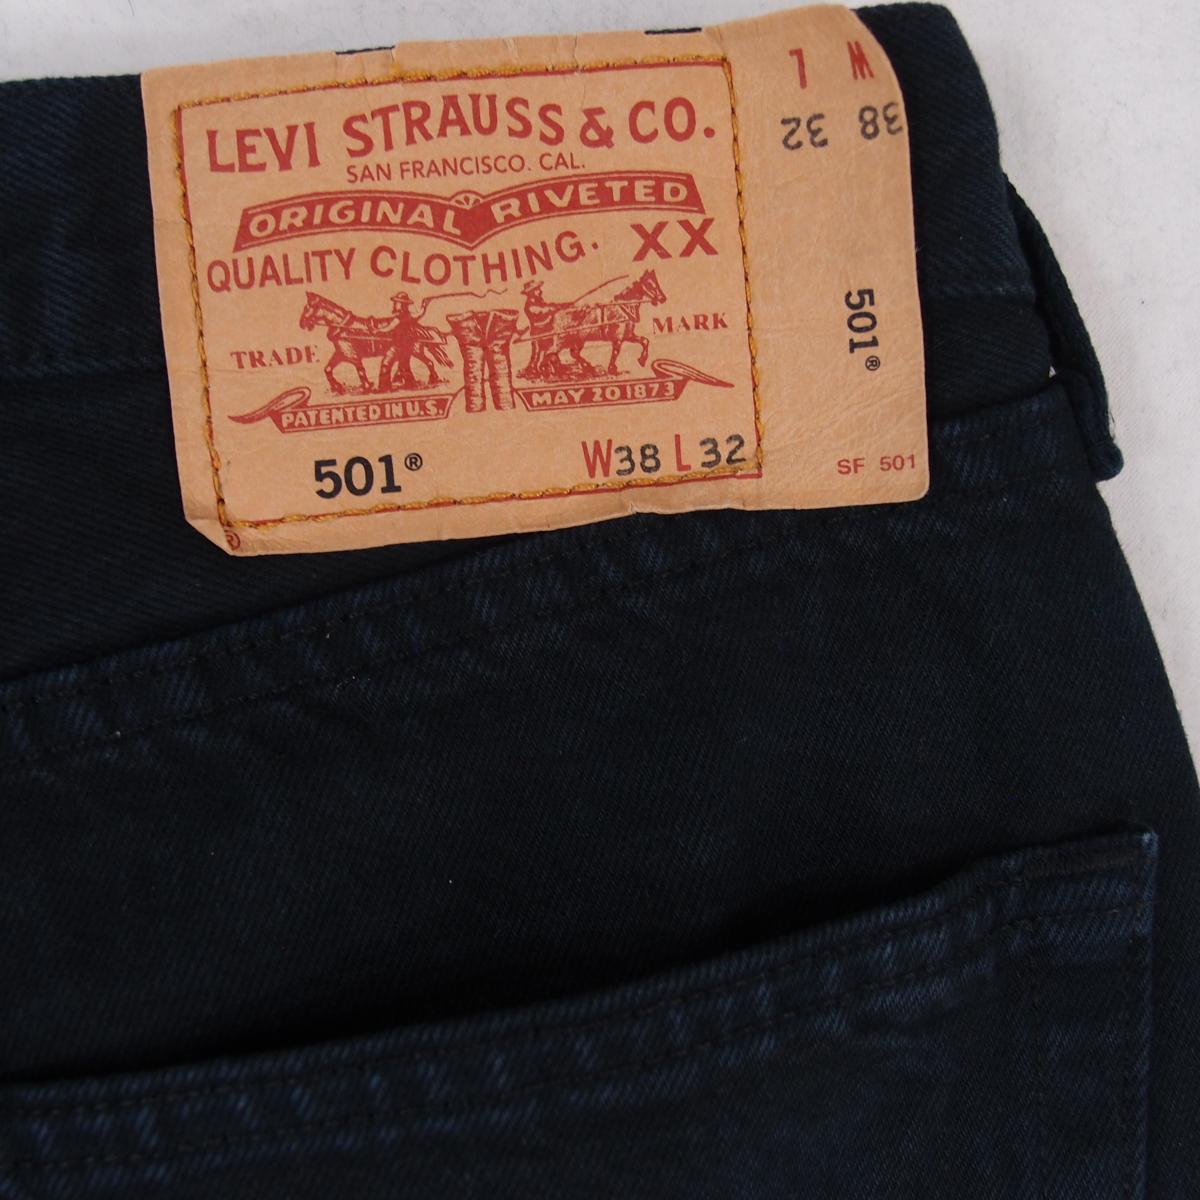 LEVI STRAUSS & CO.
SAN FRANCISCO. CAL.
ORIGINAL RIVETED
QUALITY CLOTHING. XX
TRADE MARK
PATENTED IN U.S. MAY 20 1873
501® W38 L32
®
W L
38 32
501®
SF 501